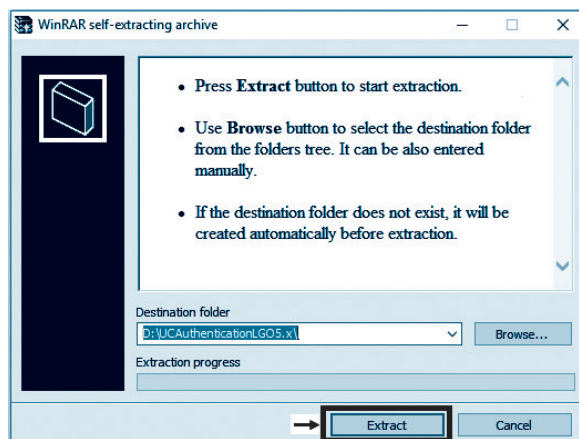 WinRAR self-extracting archive
• Press Extract button to start extraction.
• Use Browse button to select the destination folder
from the folders tree. It can be also entered
manually.
• If the destination folder does not exist, it will be
created automatically before extraction.
Destination folder
D:\UCAuthenticationLGO5.x\
Browse...
Extraction progress
Extract
Cancel